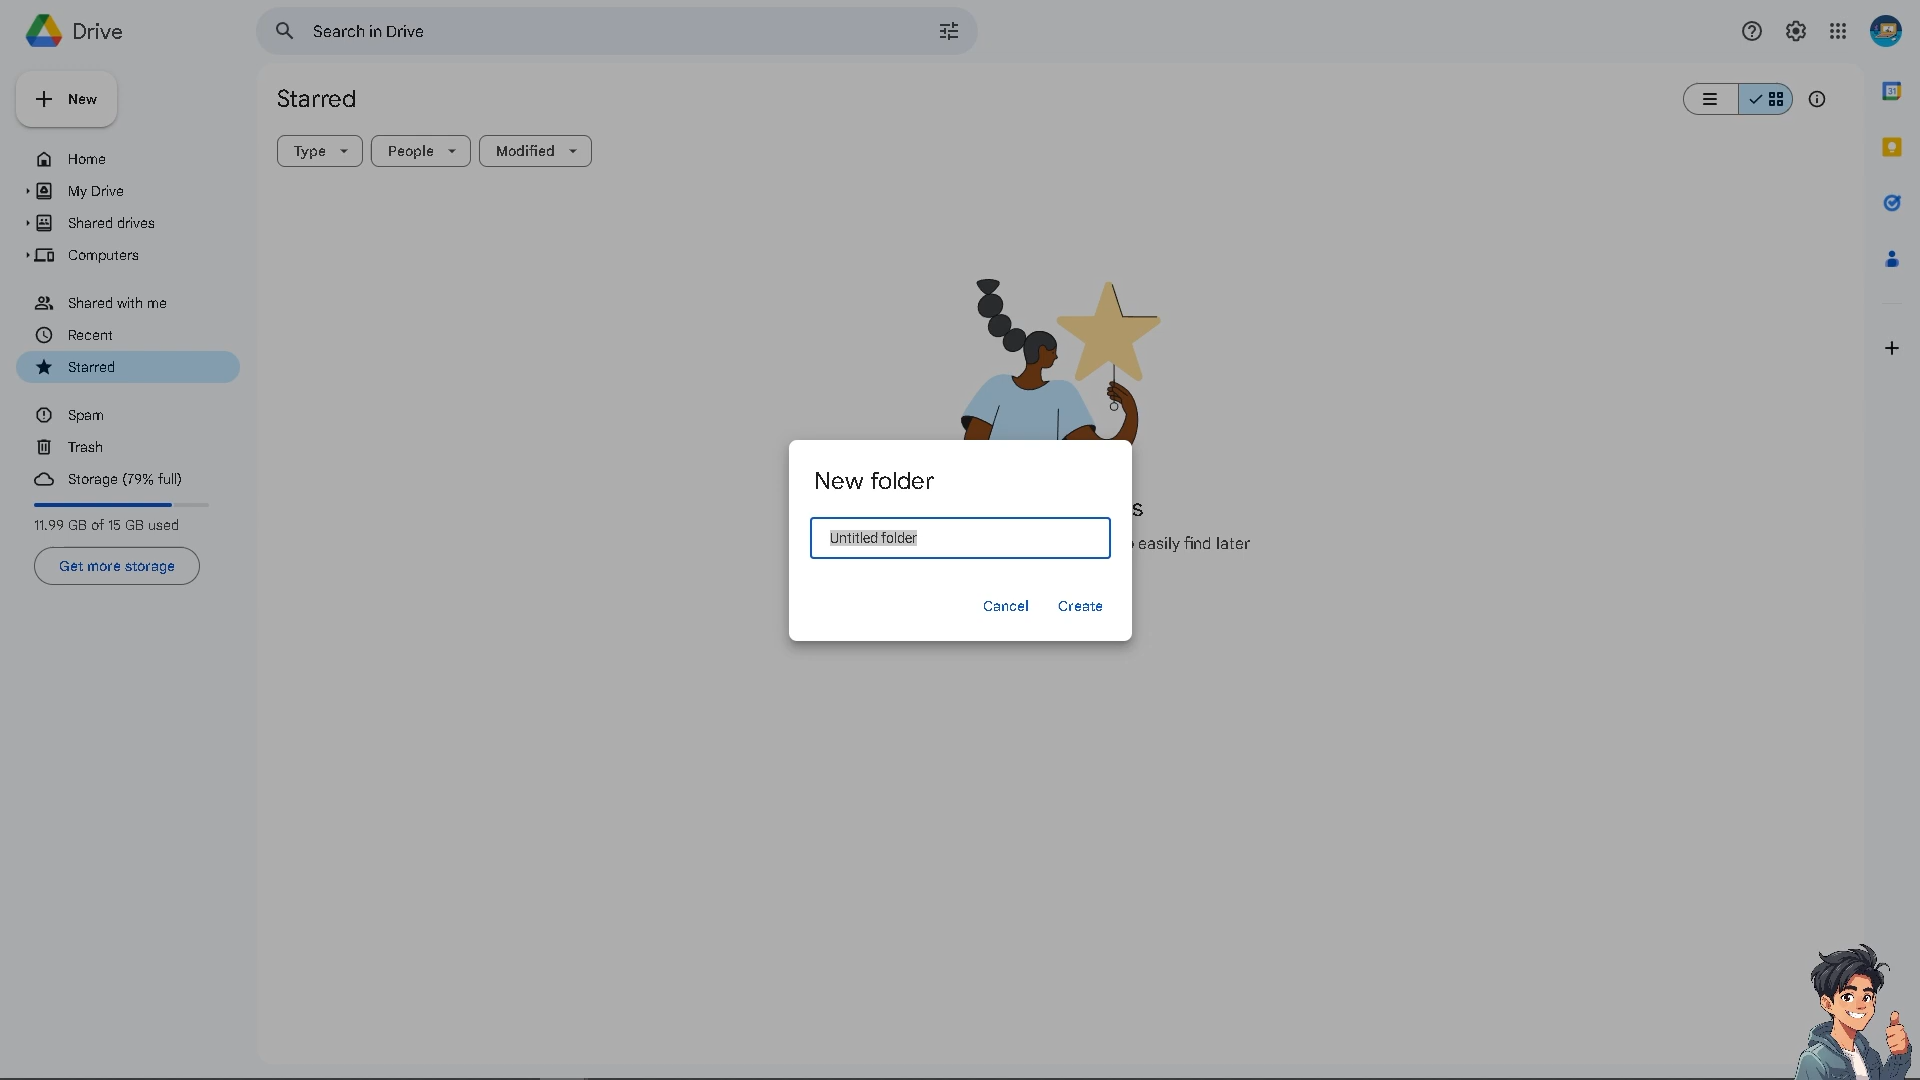 Drive
Search in Drive
New
Starred
Type
People
Modified
Home
My Drive
Shared drives
Computers
Shared with me
Recent
Starred
Spam
Trash
Storage (79% full)
11.99 GB of 15 GB used
Get more storage
New folder
Untitled folder
Cancel
Create
s
easily find later
31